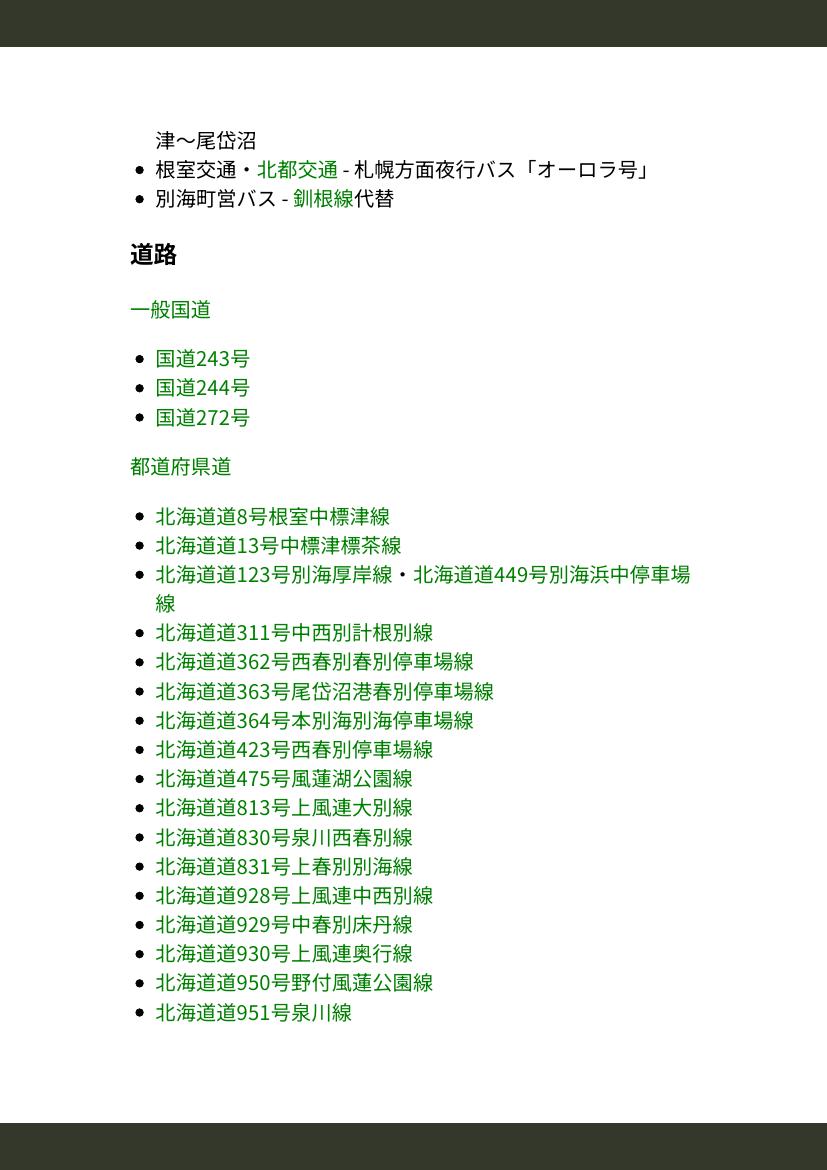 津〜尾岱沼
根室交通・北都交通 - 札幌方面夜行バス「オーロラ号」
別海町営バス - 釧根線代替
道路
一般国道
国道243号
国道244号
国道272号
都道府県道
北海道道8号根室中標津線
北海道道13号中標津標茶線
北海道道123号別海厚岸線・北海道道449号別海浜中停車場
線
北海道道311号中西別計根別線
北海道道362号西春別春別停車場線
北海道道363号尾岱沼港春別停車場線
北海道道364号本別海別海停車場線
北海道道423号西春別停車場線
北海道道475号風蓮湖公園線
北海道道813号上風連大別線
北海道道830号泉川西春別線
北海道道831号上春別別海線
北海道道928号上風連中西別線
北海道道929号中春別床丹線
北海道道930号上風連奥行線
北海道道950号野付風蓮公園線
北海道道951号泉川線